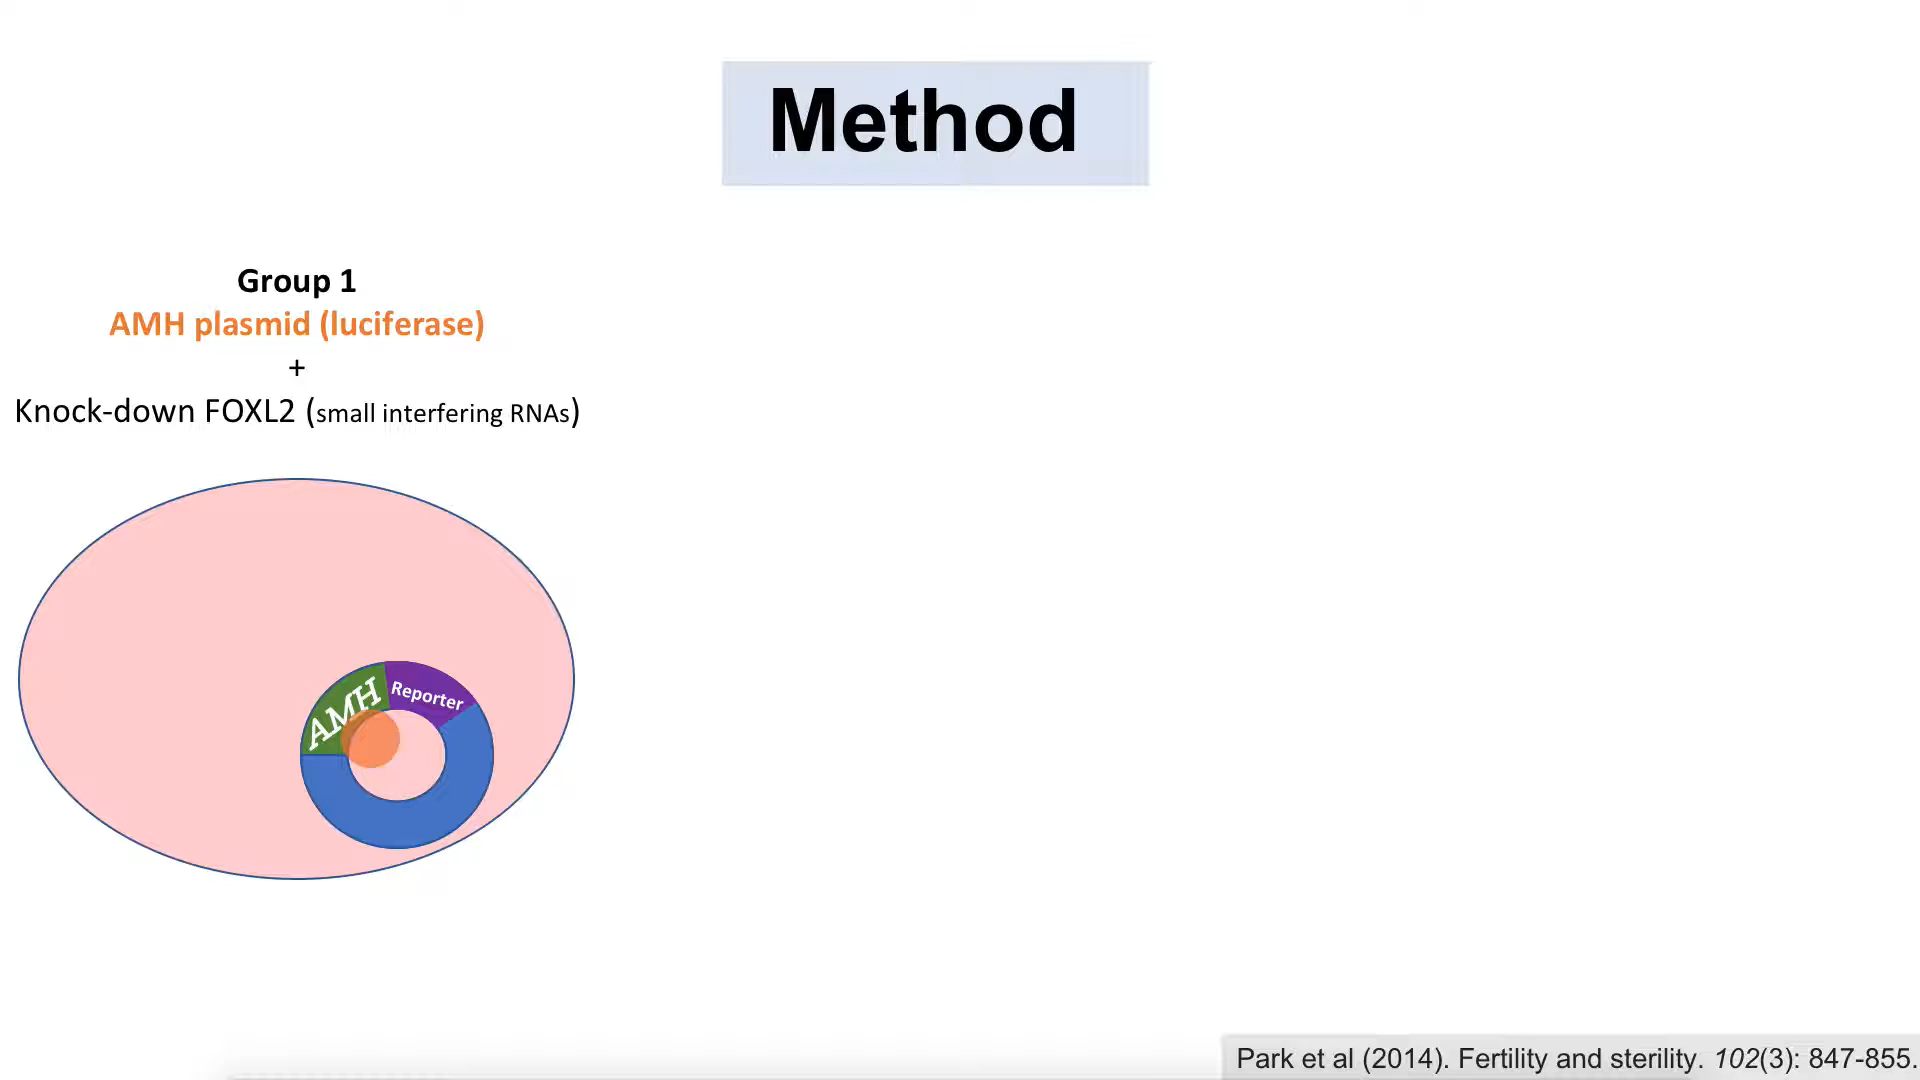 Method
Group 1
AMH plasmid (luciferase)
+
Knock-down FOXL2 (small interfering RNAs)
AMH
Reporter
Park et al (2014). Fertility and sterility. 102(3): 847-855.